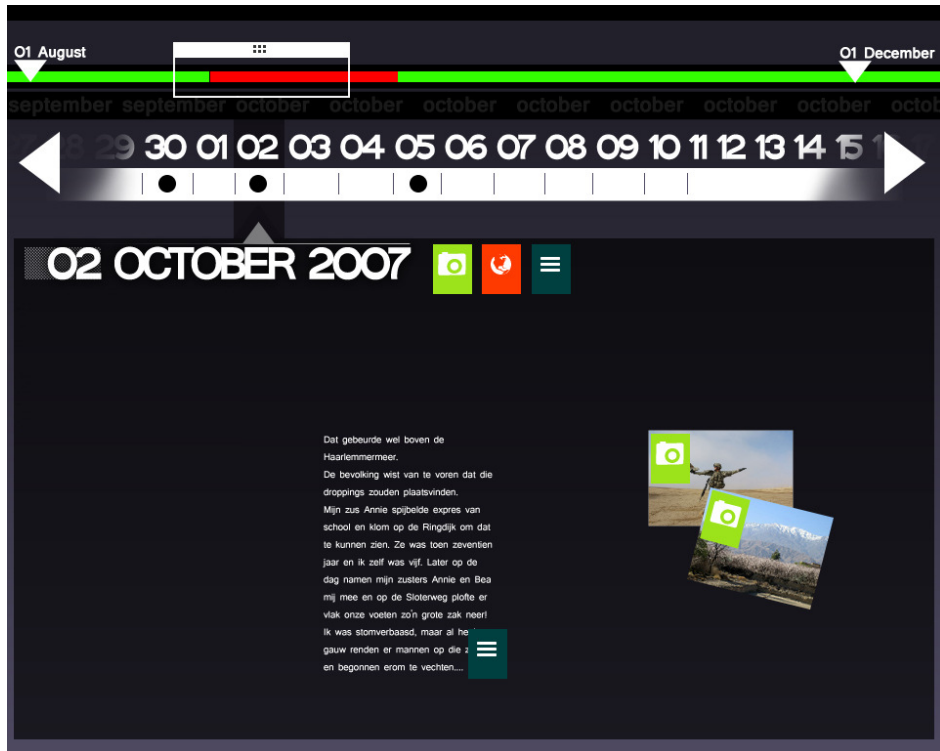 01 August
01 December
september september october october october october october october october octob
27 28 29 30 01 02 03 04 05 06 07 08 09 10 11 12 13 14 15 1
02 OCTOBER 2007
Dat gebeurde wel boven de
Haarlemmermeer.
De bevolking wist van te voren dat die
droppings zouden plaatsvinden.
Mijn zus Annie spijbelde expres van
school en klom op de Ringdijk om dat
te kunnen zien. Ze was toen zeventien
jaar en ik zelf was vijf. Later op de
dag namen mijn zusters Annie en Bea
mij mee en op de Sloterweg plofte er
vlak onze voeten zo'n grote zak neer!
Ik was stomverbaasd, maar al he
gauw renden er mannen op die z
en begonnen erom te vechten....